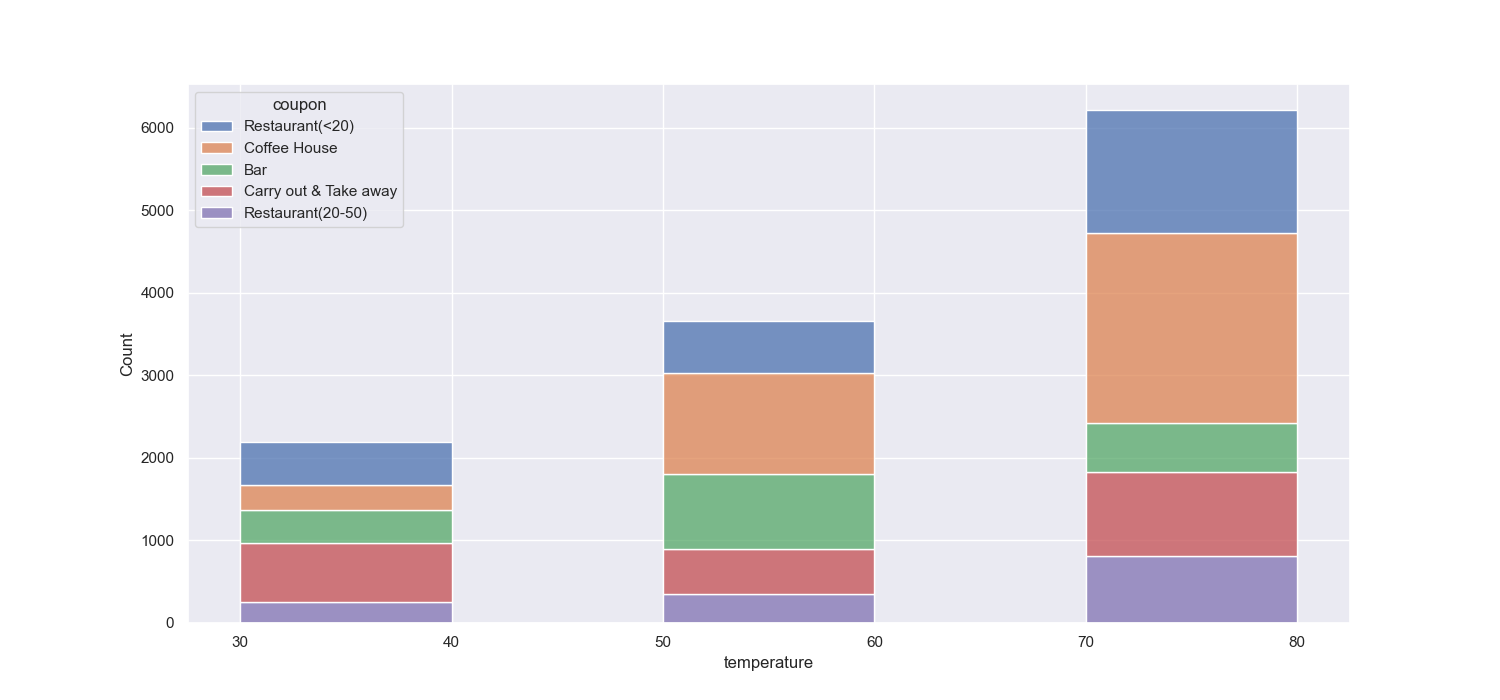 coupon
Restaurant(<20)
Coffee House
Bar
Carry out & Take away
Restaurant(20-50)
6000
5000
4000
3000
2000
1000
0
Count
30 40 50 60 70 80
temperature